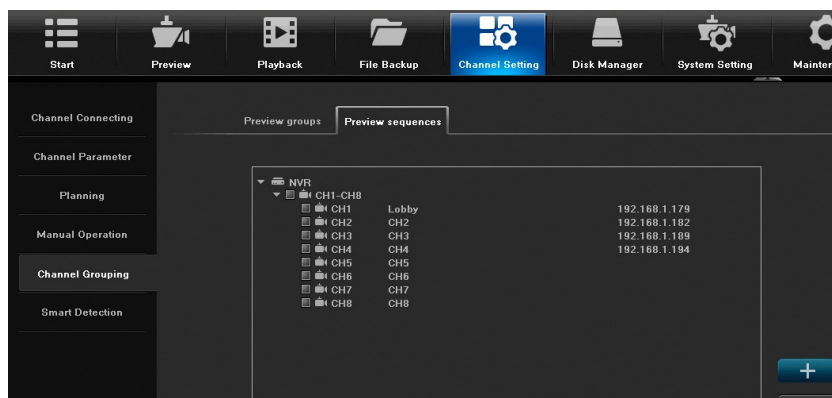 Start Preview Playback File Backup Channel Setting Disk Manager System Setting
Channel Connecting
Channel Parameter
Planning
Manual Operation
Channel Grouping
Smart Detection
Preview groups Preview sequences
NVR
CH1-CH8
CH1 Lobby 192.168.1.179
CH2 CH2 192.168.1.182
CH3 CH3 192.168.1.189
CH4 CH4 192.168.1.194
CH5 CH5
CH6 CH6
CH7 CH7
CH8 CH8
+